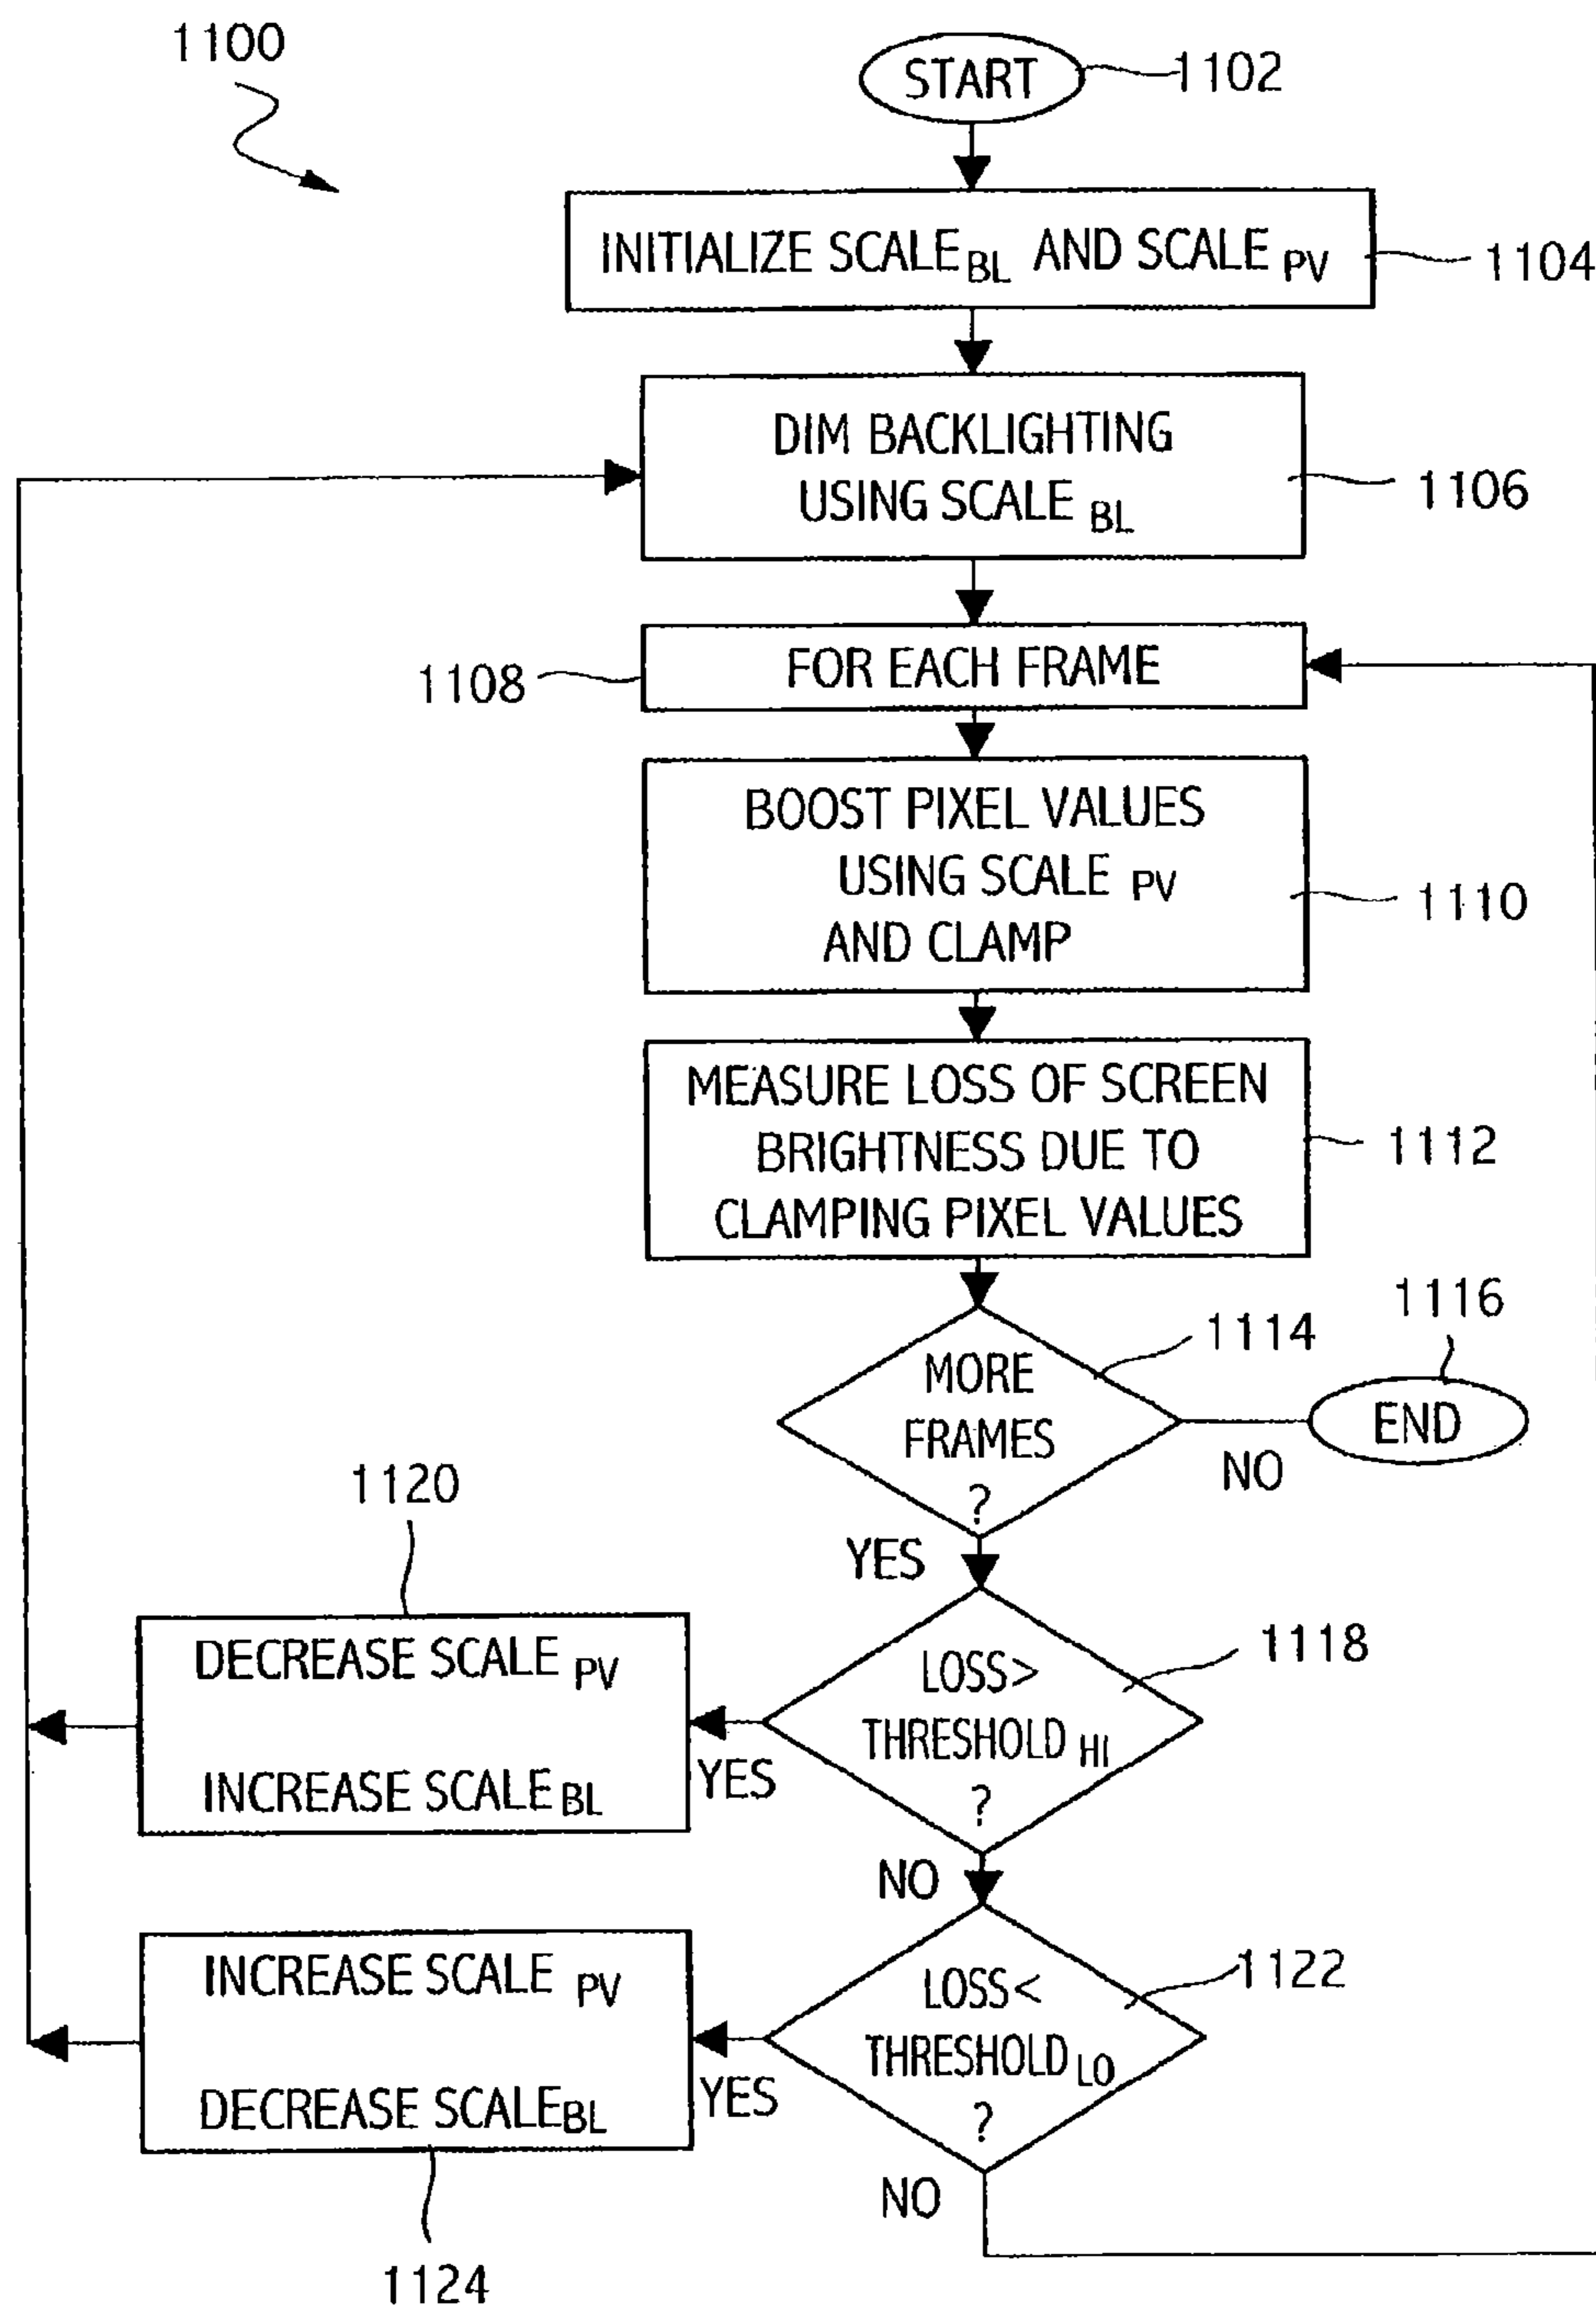 1100
START
1102
INITIALIZE SCALE BL AND SCALE PV
1104
DIM BACKLIGHTING
USING SCALE BL
1106
FOR EACH FRAME
1108
BOOST PIXEL VALUES
USING SCALE PV
AND CLAMP
1110
MEASURE LOSS OF SCREEN
BRIGHTNESS DUE TO
CLAMPING PIXEL VALUES
1112
MORE
FRAMES
?
1114
NO
END
1116
YES
LOSS>
THRESHOLD HI
?
1118
YES
1120
DECREASE SCALE PV
INCREASE SCALE BL
NO
LOSS<
THRESHOLD LO
?
1122
YES
INCREASE SCALE PV
DECREASE SCALE BL
1124
NO